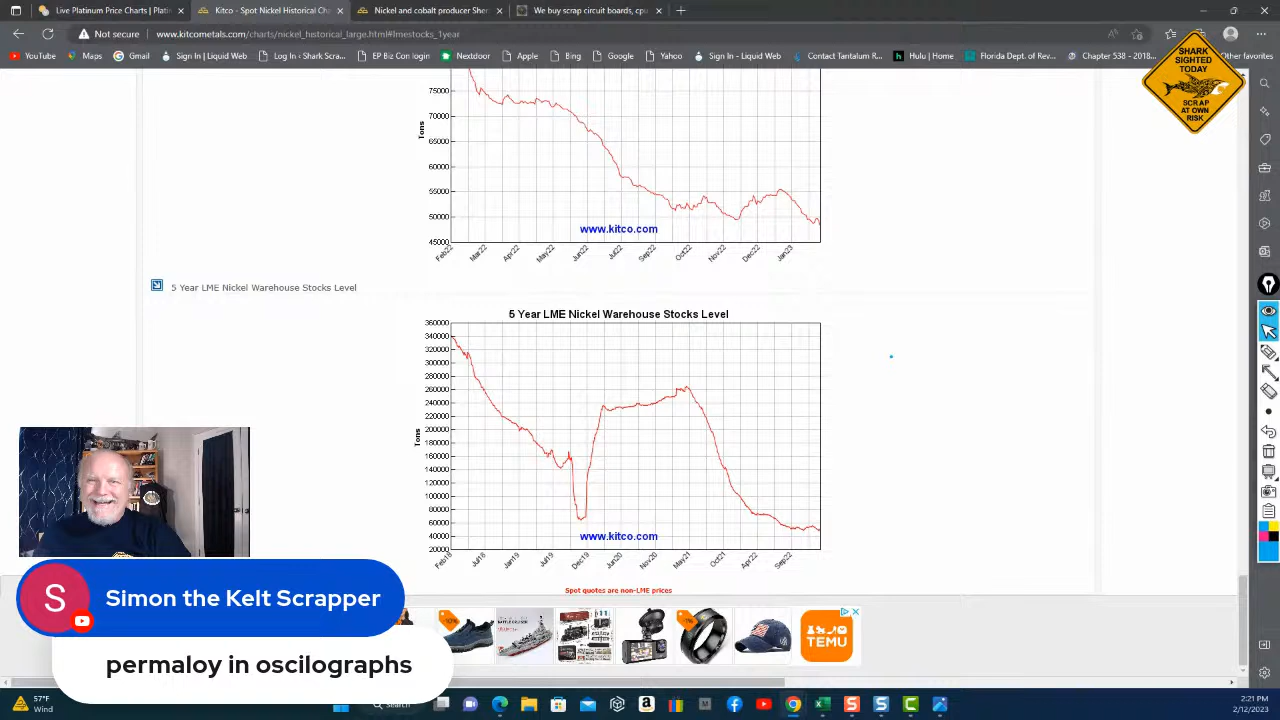 Live Platinum Price Charts | Platin
Kitco - Spot Nickel Historical Cha
Nickel and cobalt producer Sher
We buy scrap circuit boards, cpu
Not secure
www.kitcometals.com/charts/nickel_historical_large.html#lmestocks_1year
YouTube
Maps
Gmail
Sign In | Liquid Web
Log In ‹ Shark Scra...
EP Biz Con login
Nextdoor
Apple
Bing
Google
Yahoo
Sign In - Liquid Web
Contact Tantalum R...
Hulu | Home
Florida Dept. of Rev...
Chapter 538 - 2018...
Other favorites
SHARK
SIGHTED
TODAY
SCRAP
AT OWN
RISK
75000
70000
65000
60000
55000
50000
45000
Tons
www.kitco.com
Feb22
Mar22
Apr22
May22
Jun22
Jul22
Sep22
Oct22
Nov22
Dec22
Jan23
5 Year LME Nickel Warehouse Stocks Level
5 Year LME Nickel Warehouse Stocks Level
360000
340000
320000
300000
280000
260000
240000
220000
200000
180000
160000
140000
120000
100000
80000
60000
40000
20000
Tons
www.kitco.com
Feb18
Jul18
Jan19
Jul19
Dec19
Jun20
Nov20
May21
Oct21
Apr22
Sep22
Spot quotes are non-LME prices
TEMU
S
Simon the Kelt Scrapper
permaloy in oscilographs
57°F
Wind
Search
2:21 PM
2/12/2023